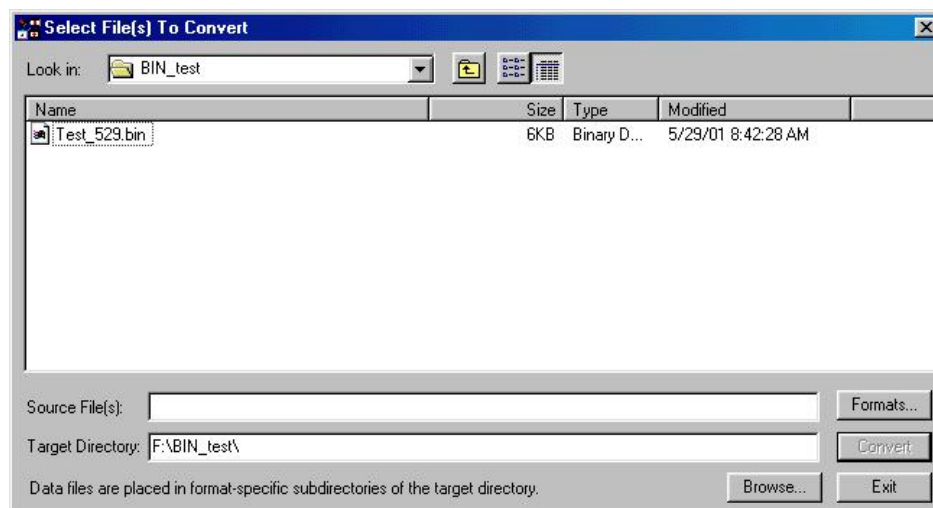 Select File(s) To Convert
Look in: BIN_test
Name Size Type Modified
Test_529.bin 6KB Binary D... 5/29/01 8:42:28 AM
Source File(s): Formats...
Target Directory: F:\BIN_test\ Convert
Data files are placed in format-specific subdirectories of the target directory. Browse... Exit